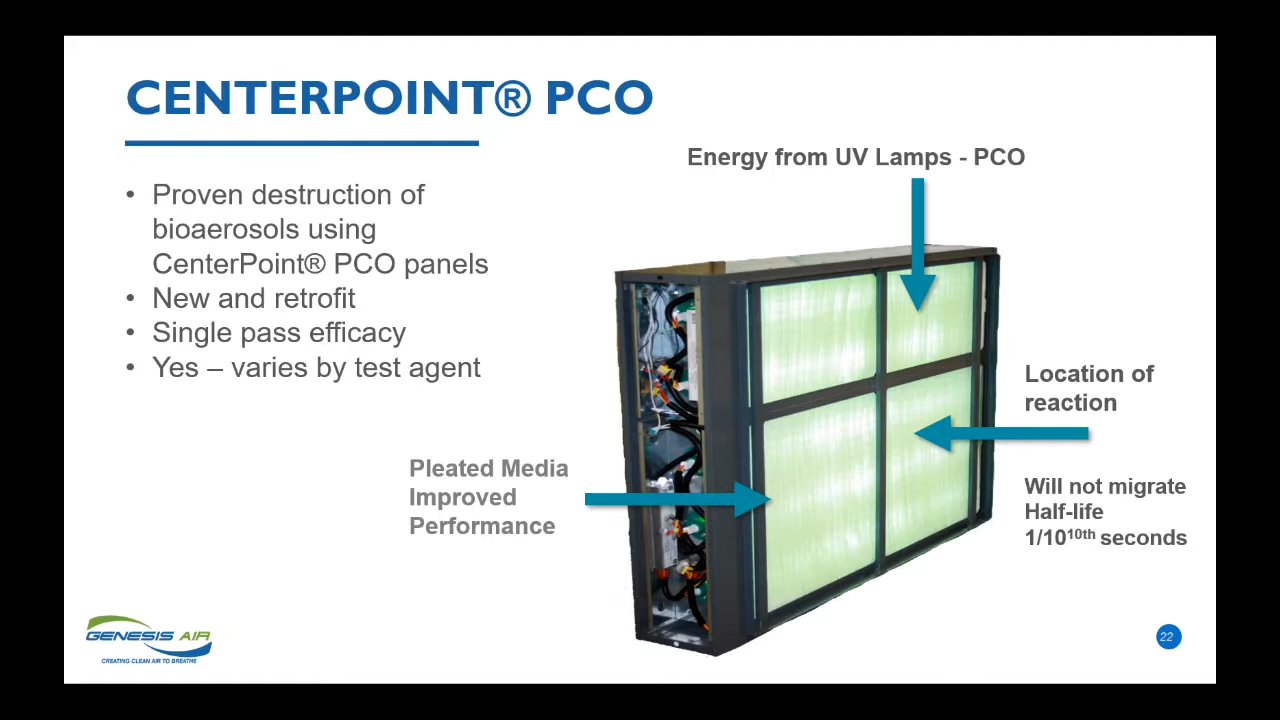 CENTERPOINT® PCO
Energy from UV Lamps - PCO
• Proven destruction of
bioaerosols using
CenterPoint® PCO panels
• New and retrofit
• Single pass efficacy
• Yes – varies by test agent
Location of
reaction
Pleated Media
Improved
Performance
Will not migrate
Half-life
1/10¹⁰ᵗʰ seconds
GENESIS AIR
CREATING CLEAN AIR TO BREATHE
22